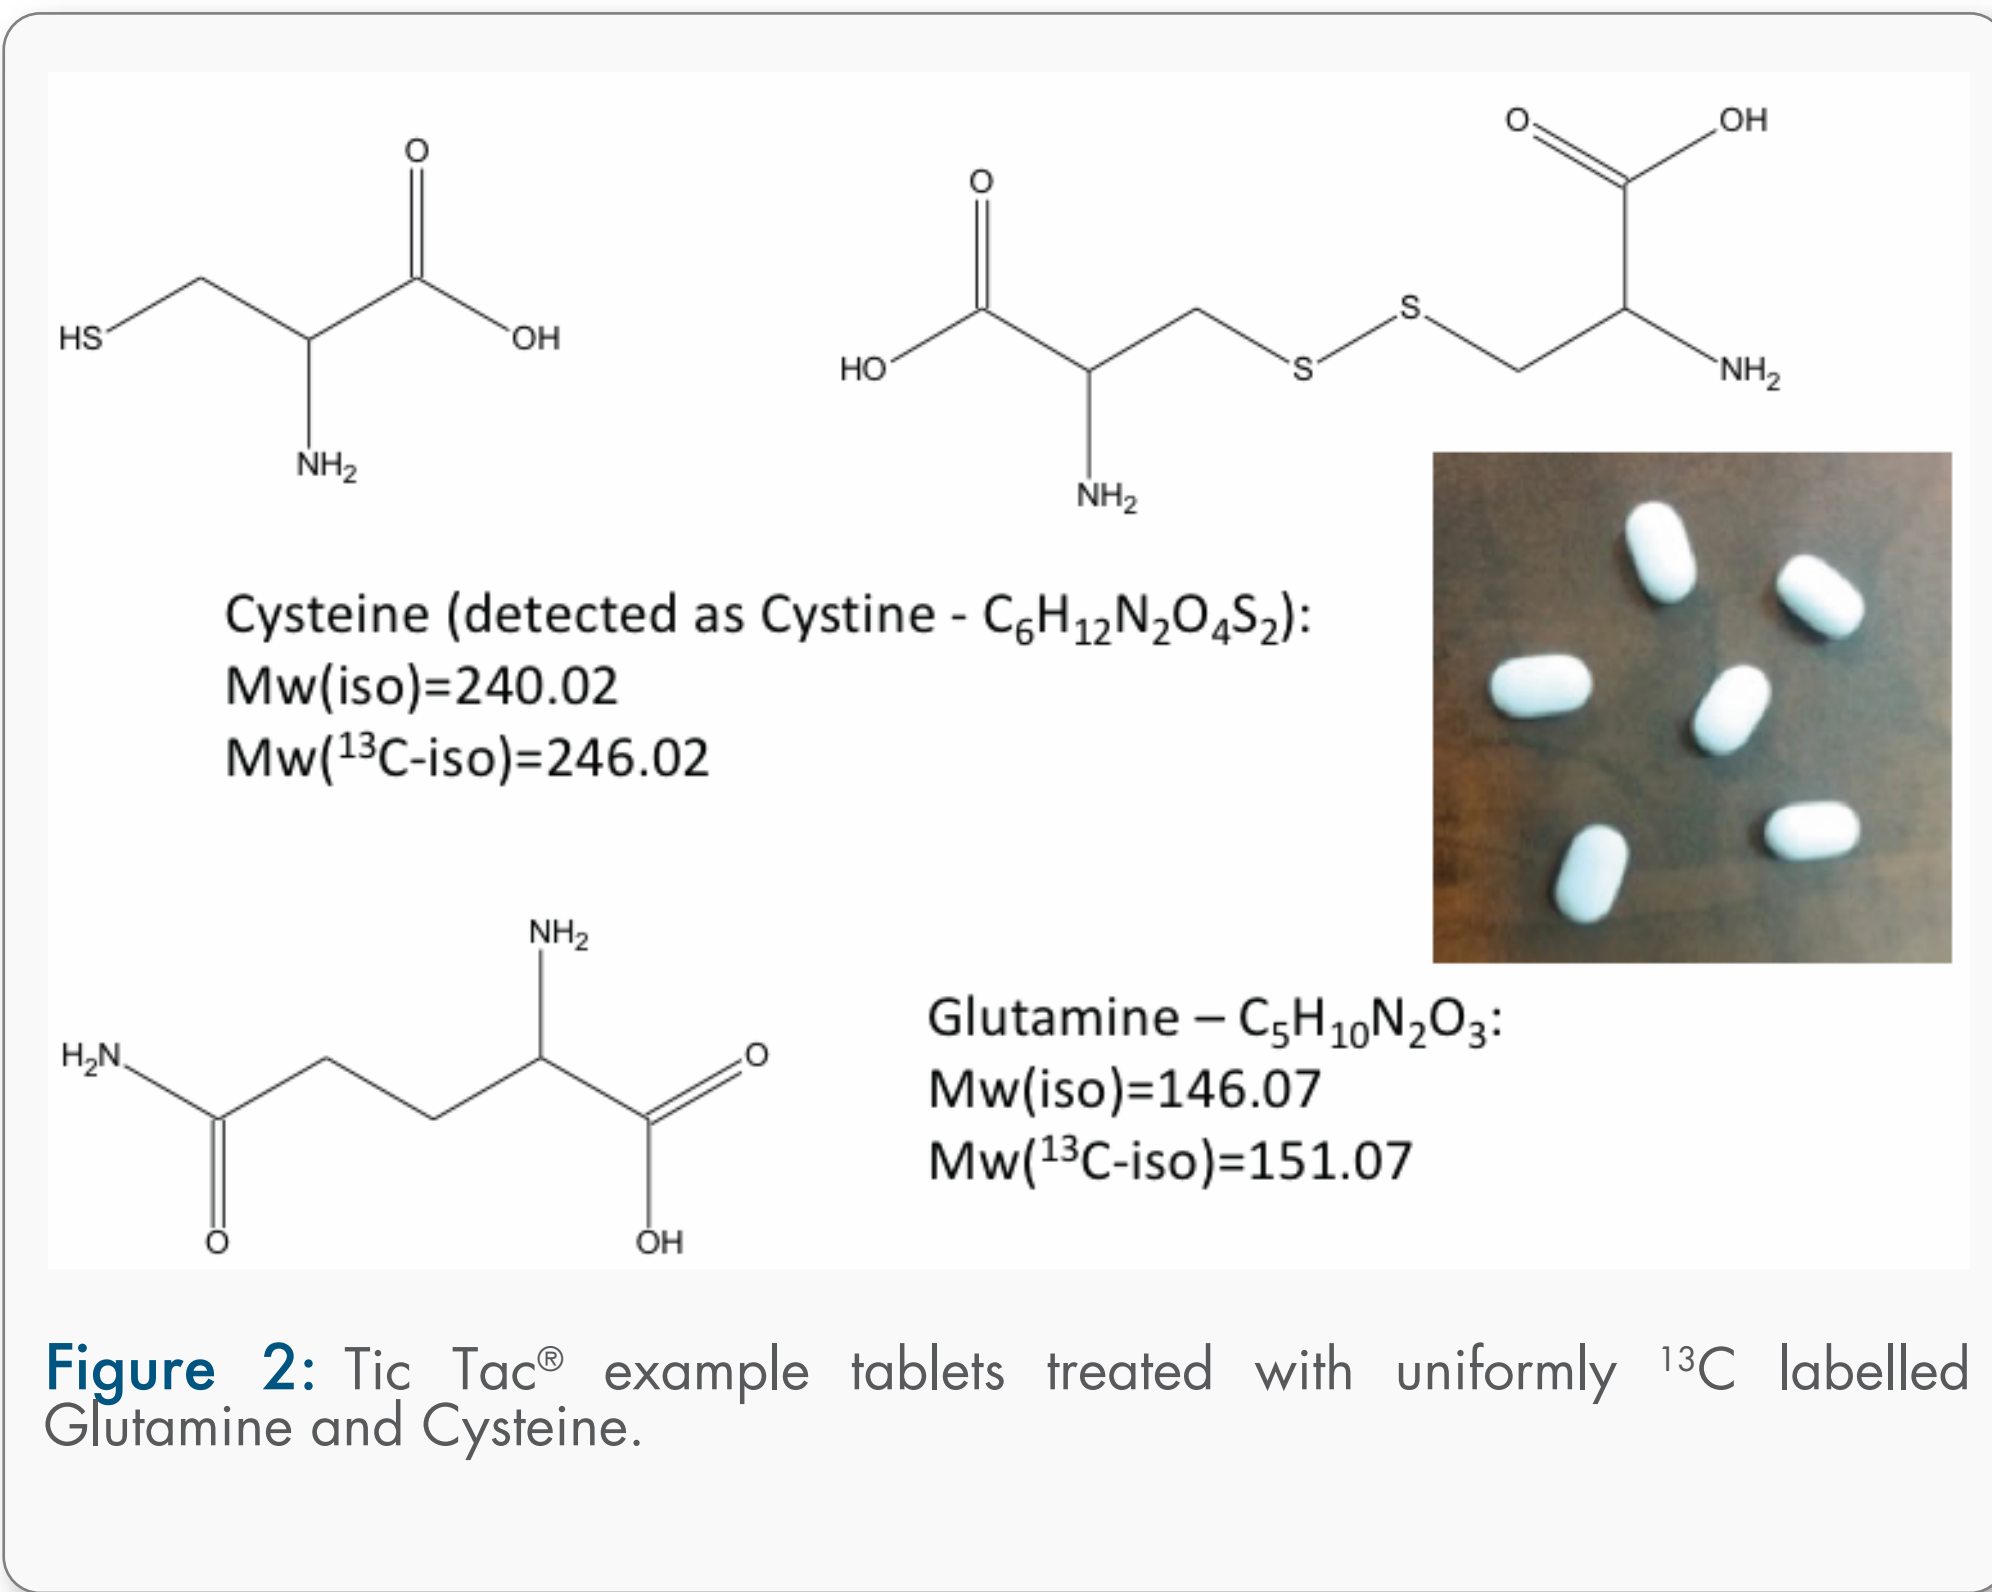 O
HS
OH
NH₂
O
OH
O
HO
S
S
NH₂
NH₂
Cysteine (detected as Cystine - C₆H₁₂N₂O₄S₂):
Mw(iso)=240.02
Mw(¹³C-iso)=246.02
NH₂
H₂N
O
O
OH
Glutamine – C₅H₁₀N₂O₃:
Mw(iso)=146.07
Mw(¹³C-iso)=151.07
Figure 2: Tic Tac® example tablets treated with uniformly ¹³C labelled
Glutamine and Cysteine.